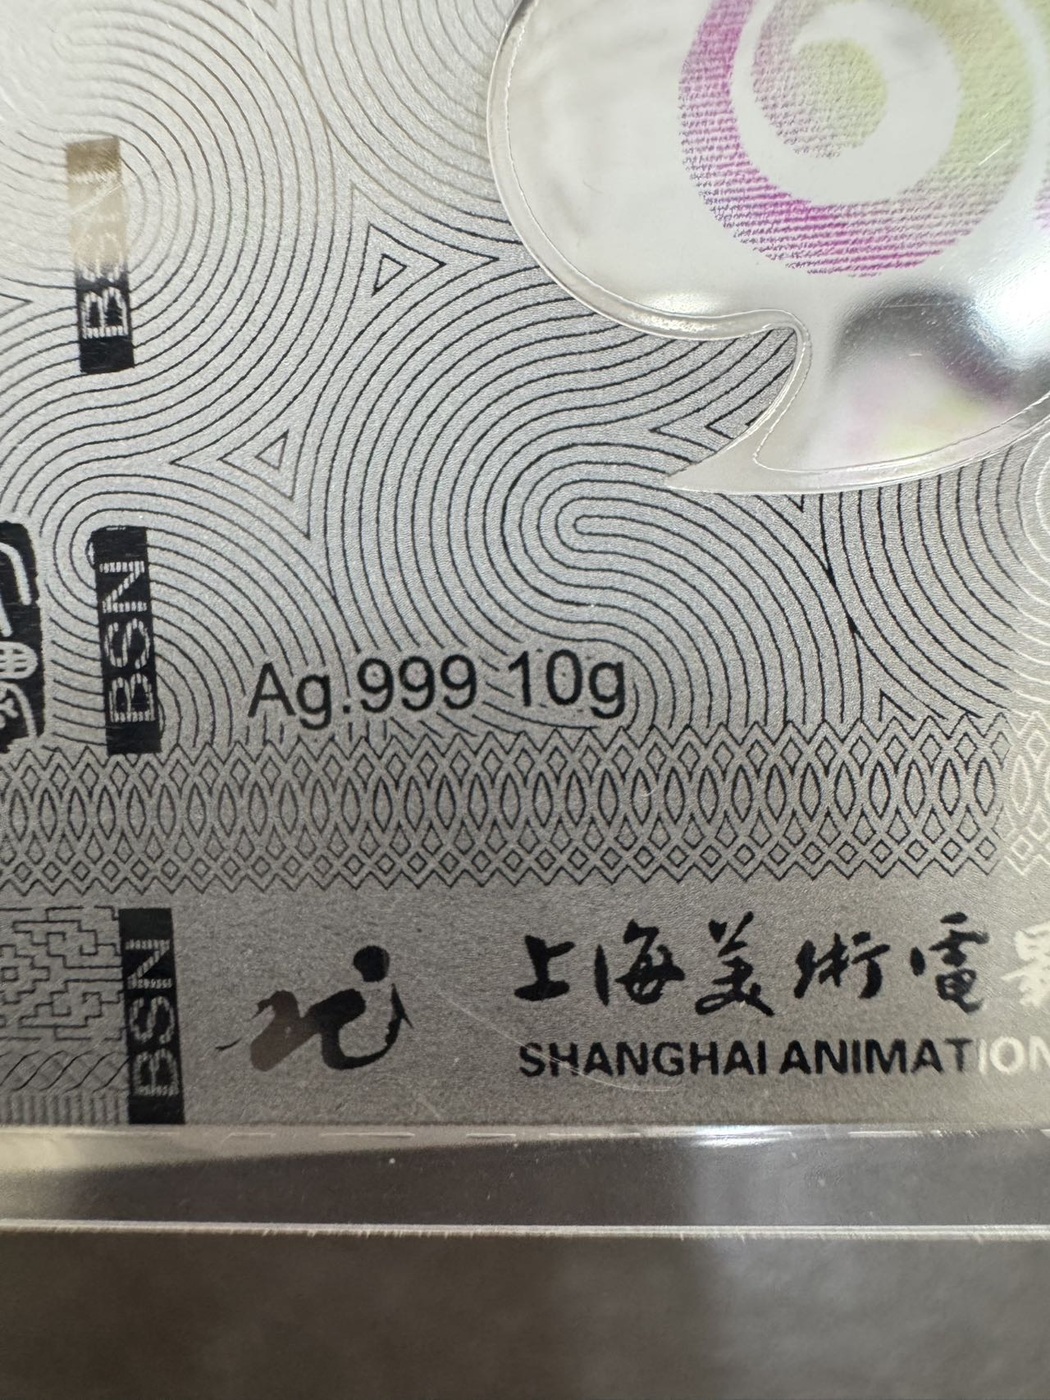 BSN
BSN
Ag.999 10g
BSN
上海美術電影
SHANGHAI ANIMATION